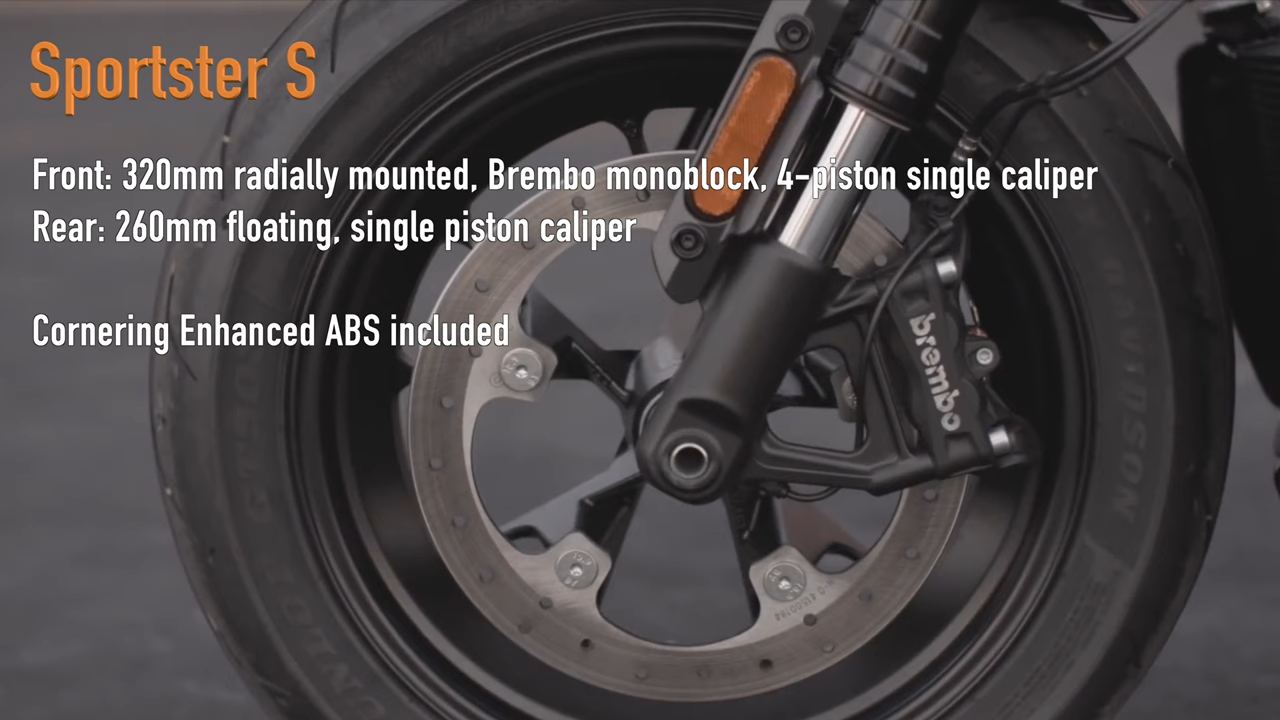 Sportster S
Front: 320mm radially mounted, Brembo monoblock, 4-piston single caliper
Rear: 260mm floating, single piston caliper
Cornering Enhanced ABS included
brembo
DAVIDSON